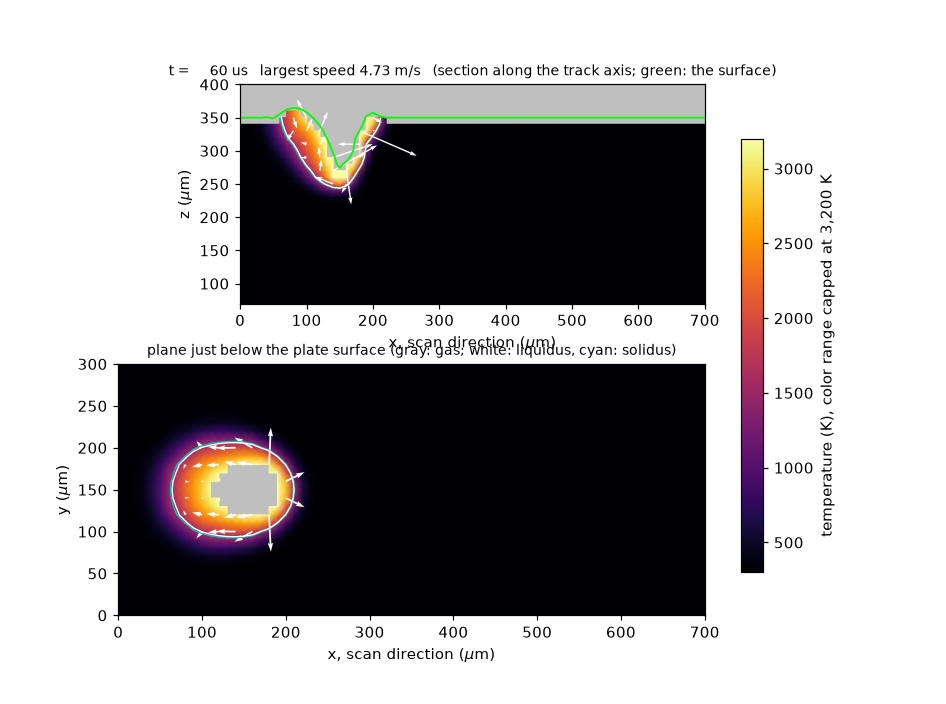 t =     60 us   largest speed 4.73 m/s   (section along the track axis; green: the surface)
400
350
300
250
200
150
100
z (μm)
0 100 200 300 400 500 600 700
x, scan direction (μm)
plane just below the plate surface (gray: gas; white: liquidus, cyan: solidus)
300
250
200
150
100
50
0
y (μm)
0 100 200 300 400 500 600 700
x, scan direction (μm)
3000
2500
2000
1500
1000
500
temperature (K), color range capped at 3,200 K